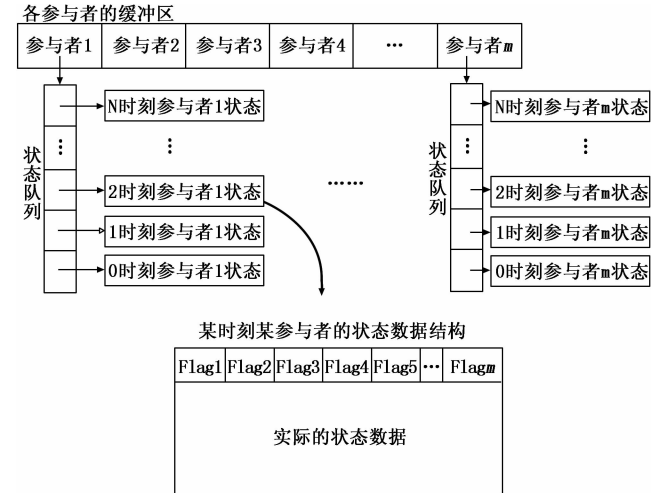 各参与者的缓冲区
参与者1 参与者2 参与者3 参与者4 … 参与者m
N时刻参与者1状态 N时刻参与者m状态
⋮ ⋮ ⋮ ⋮
状态队列 …… 状态队列
2时刻参与者1状态 2时刻参与者m状态
1时刻参与者1状态 1时刻参与者m状态
0时刻参与者1状态 0时刻参与者m状态
某时刻某参与者的状态数据结构
Flag1 Flag2 Flag3 Flag4 Flag5 … Flagm
实际的状态数据